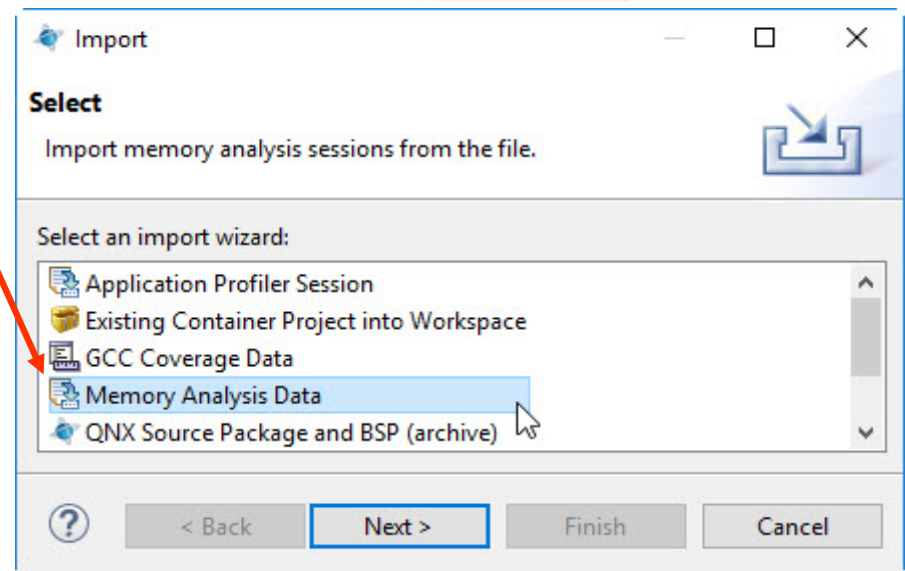 Import
Select
Import memory analysis sessions from the file.
Select an import wizard:
Application Profiler Session
Existing Container Project into Workspace
GCC Coverage Data
Memory Analysis Data
QNX Source Package and BSP (archive)
? < Back Next > Finish Cancel